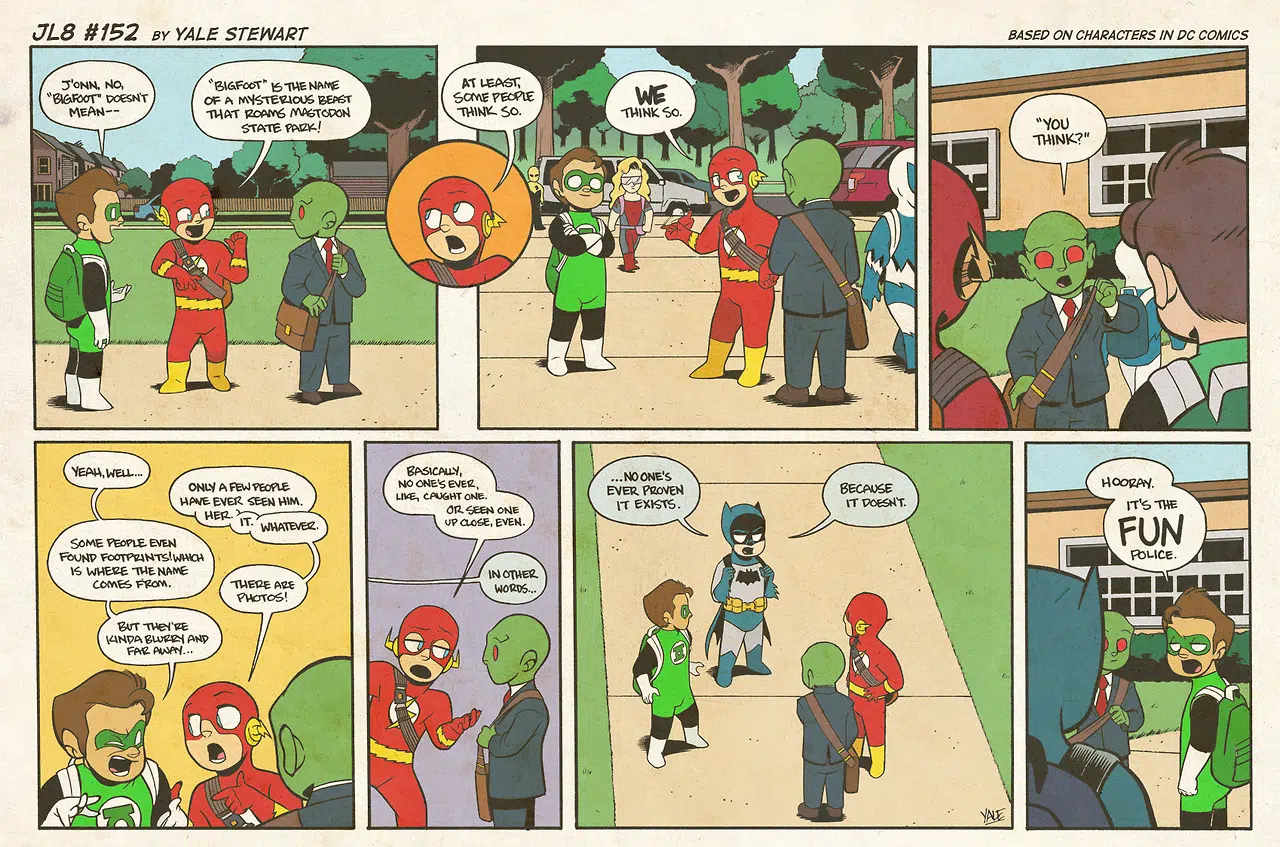 JL8 #152 BY YALE STEWART
BASED ON CHARACTERS IN DC COMICS
J'ONN, NO,
"BIGFOOT" DOESN'T
MEAN--
"BIGFOOT" IS THE NAME
OF A MYSTERIOUS BEAST
THAT ROAMS MASTODON
STATE PARK!
AT LEAST,
SOME PEOPLE
THINK SO.
WE
THINK SO.
"YOU
THINK?"
YEAH, WELL...
SOME PEOPLE EVEN
FOUND FOOTPRINTS! WHICH
IS WHERE THE NAME
COMES FROM.
ONLY A FEW PEOPLE
HAVE EVER SEEN HIM.
HER.
IT.
WHATEVER.
THERE ARE
PHOTOS!
BUT THEY'RE
KINDA BLURRY AND
FAR AWAY...
BASICALLY,
NO ONE'S EVER,
LIKE, CAUGHT ONE.
OR SEEN ONE
UP CLOSE, EVEN.
IN OTHER
WORDS...
...NO ONE'S
EVER PROVEN
IT EXISTS.
BECAUSE
IT DOESN'T.
YALE
HOORAY.
IT'S THE
FUN
POLICE.